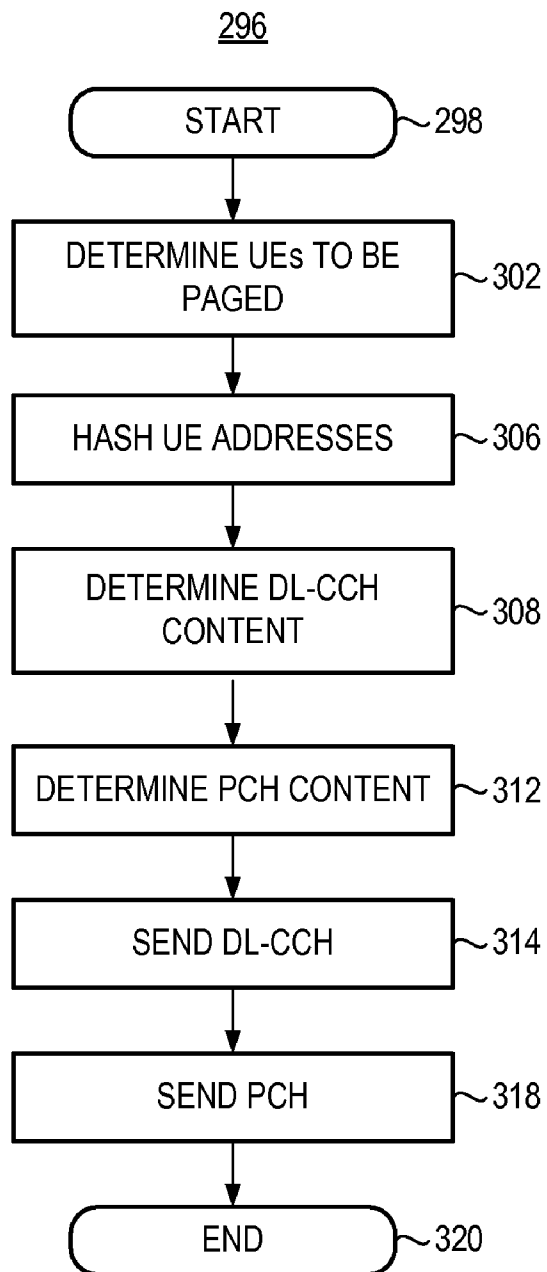 296
START
298
DETERMINE UEs TO BE
PAGED
302
HASH UE ADDRESSES
306
DETERMINE DL-CCH
CONTENT
308
DETERMINE PCH CONTENT
312
SEND DL-CCH
314
SEND PCH
318
END
320